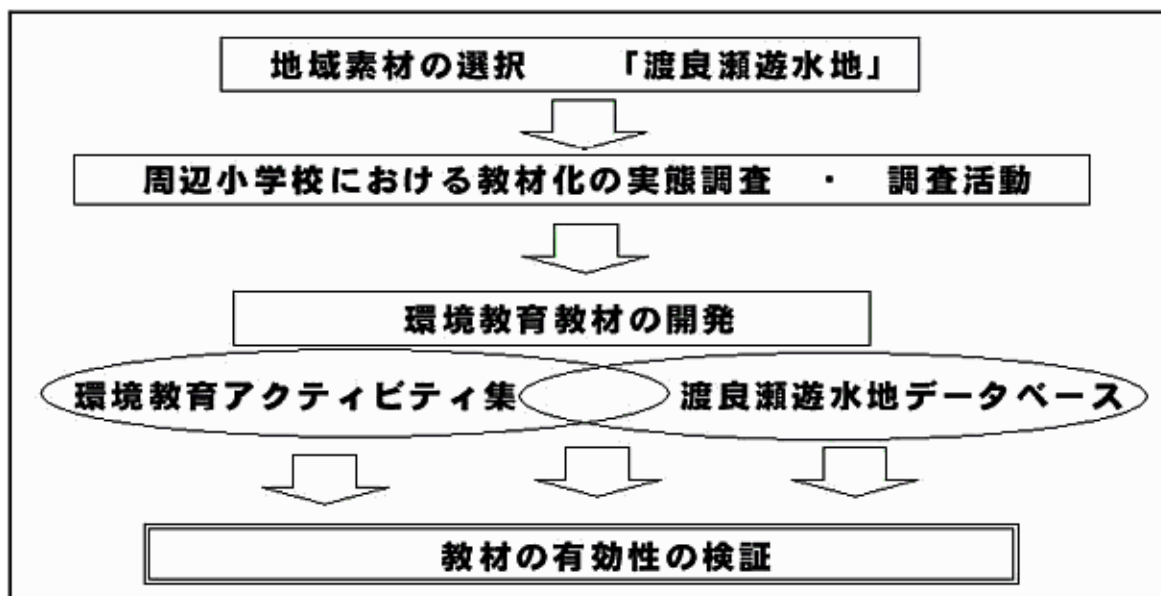 地域素材の選択　　「渡良瀬遊水地」
周辺小学校における教材化の実態調査　・　調査活動
環境教育教材の開発
環境教育アクティビティ集
渡良瀬遊水地データベース
教材の有効性の検証